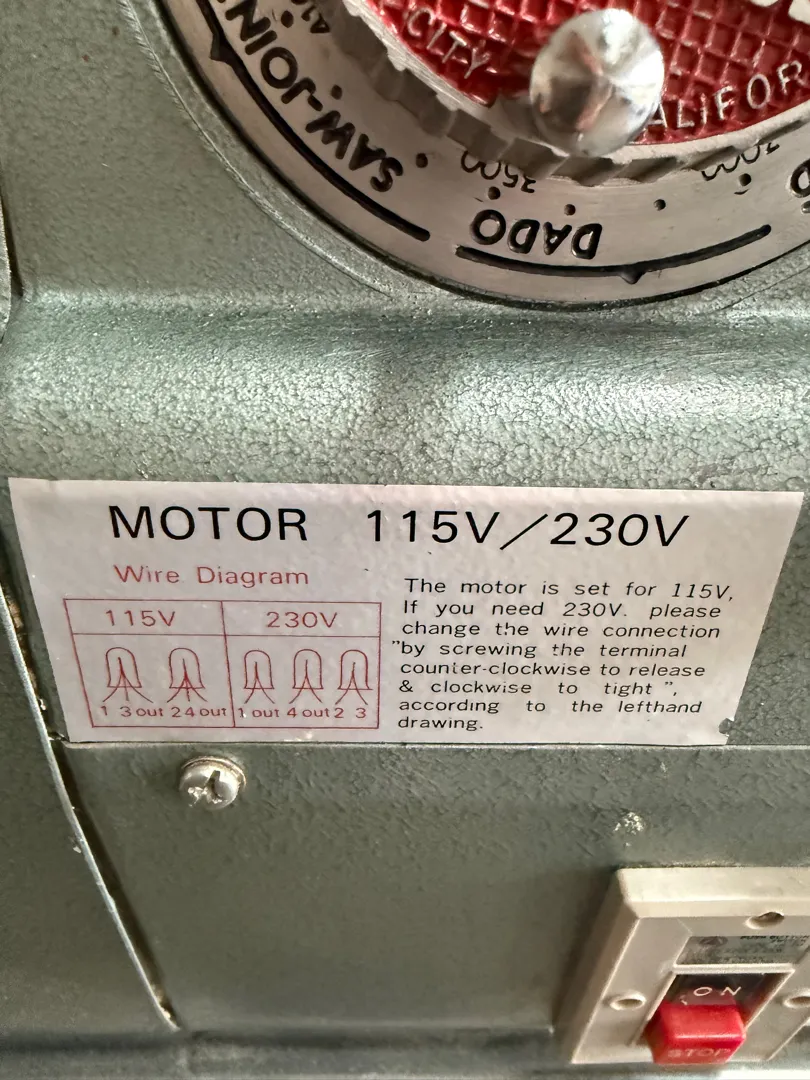 CITY
CALIFOR
SAW-JOIN
DADO
3500
MOTOR 115V/230V
Wire Diagram
115V 230V
1 3 out 2 4 out 1 out 4 out 2 3
The motor is set for 115V,
If you need 230V. please
change the wire connection
"by screwing the terminal
counter-clockwise to release
& clockwise to tight ",
according to the lefthand
drawing.
ON
STOP